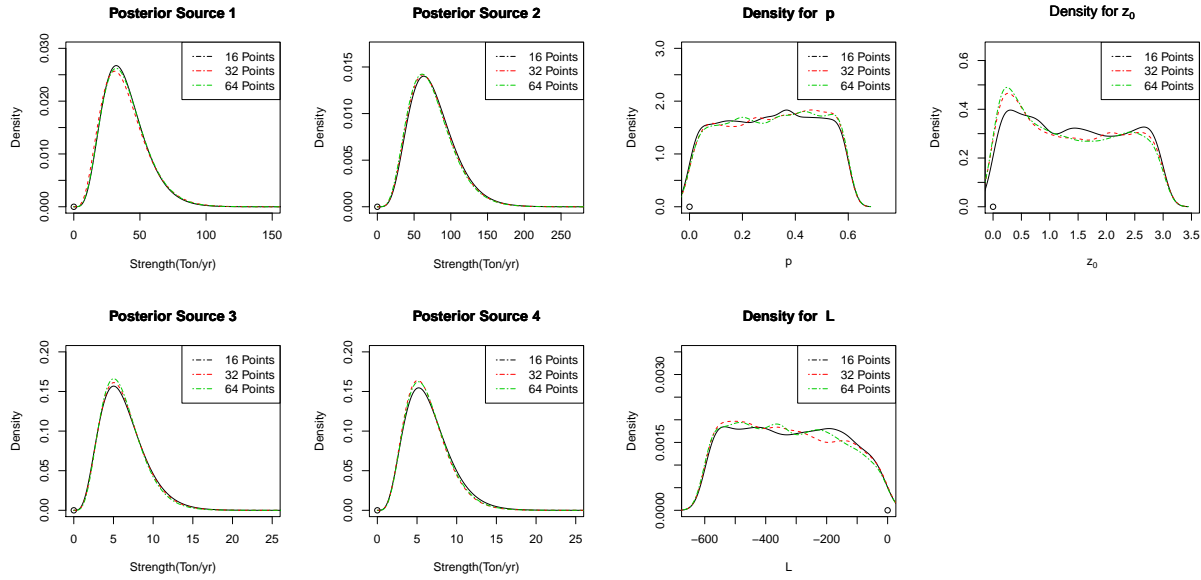 Posterior Source 1
Density
0.000 0.010 0.020 0.030
16 Points
32 Points
64 Points
0 50 100 150
Strength(Ton/yr)
Posterior Source 2
Density
0.000 0.005 0.010 0.015
16 Points
32 Points
64 Points
0 50 100 150 200 250
Strength(Ton/yr)
Density for p
Density
0.0 1.0 2.0 3.0
16 Points
32 Points
64 Points
0.0 0.2 0.4 0.6
p
Density for z₀
Density
0.0 0.2 0.4 0.6
16 Points
32 Points
64 Points
0.0 0.5 1.0 1.5 2.0 2.5 3.0 3.5
z₀
Posterior Source 3
Density
0.00 0.05 0.10 0.15 0.20
16 Points
32 Points
64 Points
0 5 10 15 20 25
Strength(Ton/yr)
Posterior Source 4
Density
0.00 0.05 0.10 0.15 0.20
16 Points
32 Points
64 Points
0 5 10 15 20 25
Strength(Ton/yr)
Density for L
Density
0.0000 0.0015 0.0030
16 Points
32 Points
64 Points
−600 −400 −200 0
L